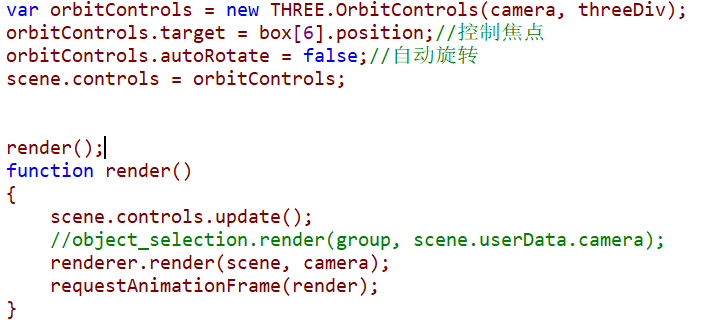 var orbitControls = new THREE.OrbitControls(camera, threeDiv);
orbitControls.target = box[6].position;//控制焦点
orbitControls.autoRotate = false;//自动旋转
scene.controls = orbitControls;
render();
function render()
{
scene.controls.update();
//object_selection.render(group, scene.userData.camera);
renderer.render(scene, camera);
requestAnimationFrame(render);
}